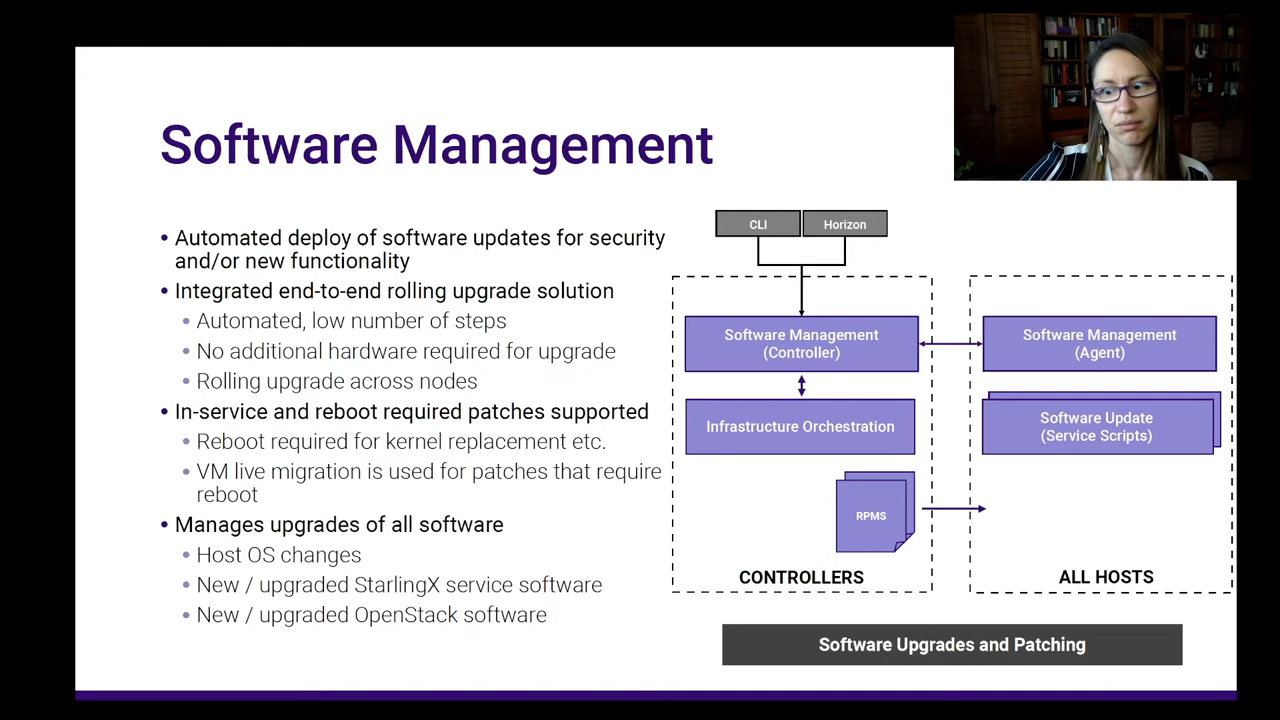 Software Management
• Automated deploy of software updates for security
and/or new functionality
• Integrated end-to-end rolling upgrade solution
• Automated, low number of steps
• No additional hardware required for upgrade
• Rolling upgrade across nodes
• In-service and reboot required patches supported
• Reboot required for kernel replacement etc.
• VM live migration is used for patches that require
reboot
• Manages upgrades of all software
• Host OS changes
• New / upgraded StarlingX service software
• New / upgraded OpenStack software
CLI
Horizon
Software Management
(Controller)
Infrastructure Orchestration
RPMS
CONTROLLERS
Software Management
(Agent)
Software Update
(Service Scripts)
ALL HOSTS
Software Upgrades and Patching